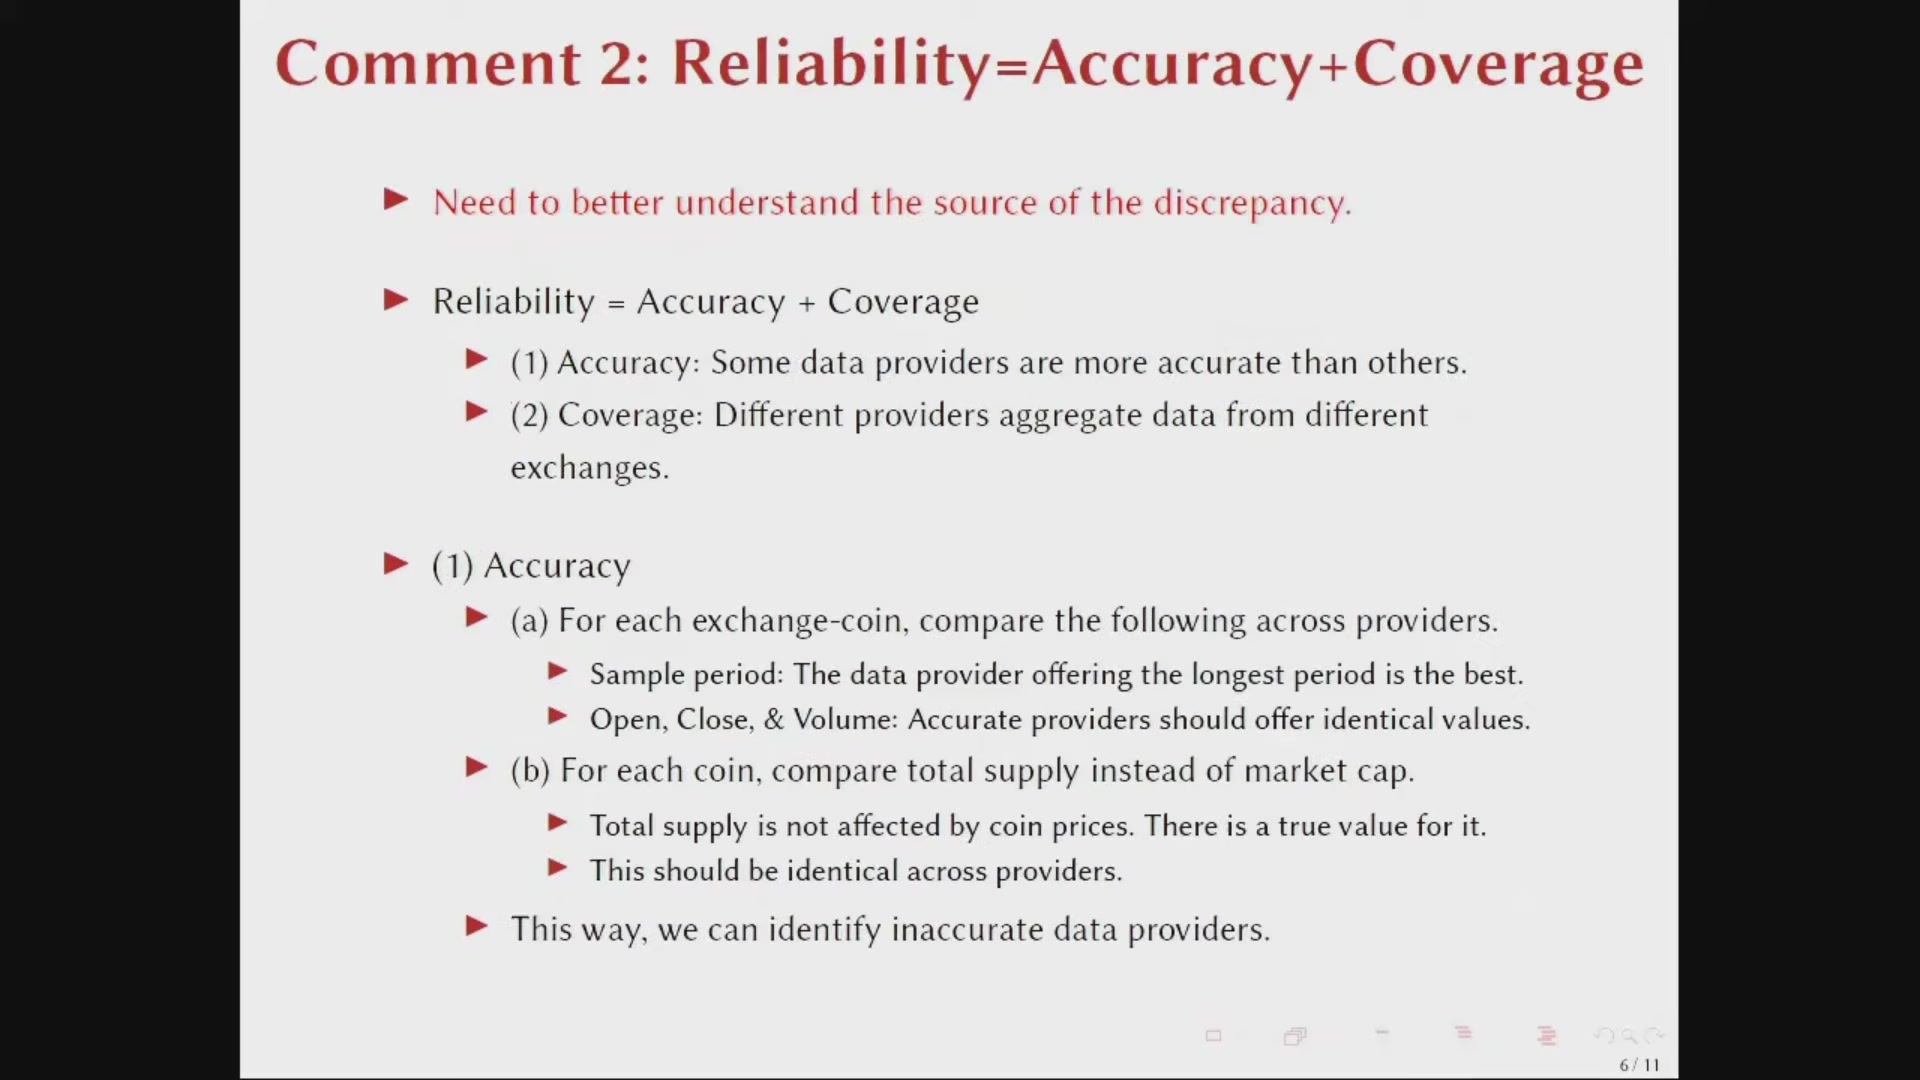 Comment 2: Reliability=Accuracy+Coverage
Need to better understand the source of the discrepancy.
Reliability = Accuracy + Coverage
(1) Accuracy: Some data providers are more accurate than others.
(2) Coverage: Different providers aggregate data from different
exchanges.
(1) Accuracy
(a) For each exchange-coin, compare the following across providers.
Sample period: The data provider offering the longest period is the best.
Open, Close, & Volume: Accurate providers should offer identical values.
(b) For each coin, compare total supply instead of market cap.
Total supply is not affected by coin prices. There is a true value for it.
This should be identical across providers.
This way, we can identify inaccurate data providers.
6 / 11